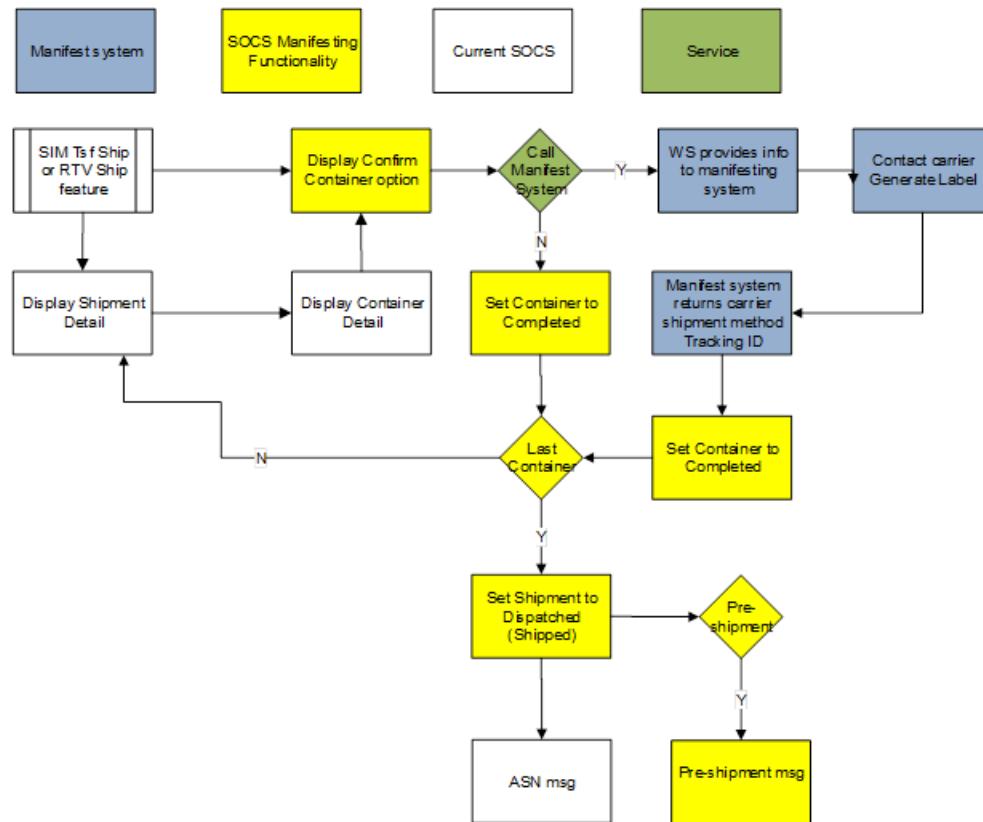 Manifest system
SOCS Manifesting
Functionality
Current SOCS
Service
SIM Tsf Ship
or RTV Ship
feature
Display Confirm
Container option
Call
Manifest
System
Y
WS provides info
to manifesting
system
Contact carrier
Generate Label
N
Display Shipment
Detail
Display Container
Detail
Set Container to
Completed
Manifest system
returns carrier
shipment method
Tracking ID
N
Last
Container
Set Container to
Completed
Y
Set Shipment to
Dispatched
(Shipped)
Pre-
shipment
Y
ASN msg
Pre-shipment msg